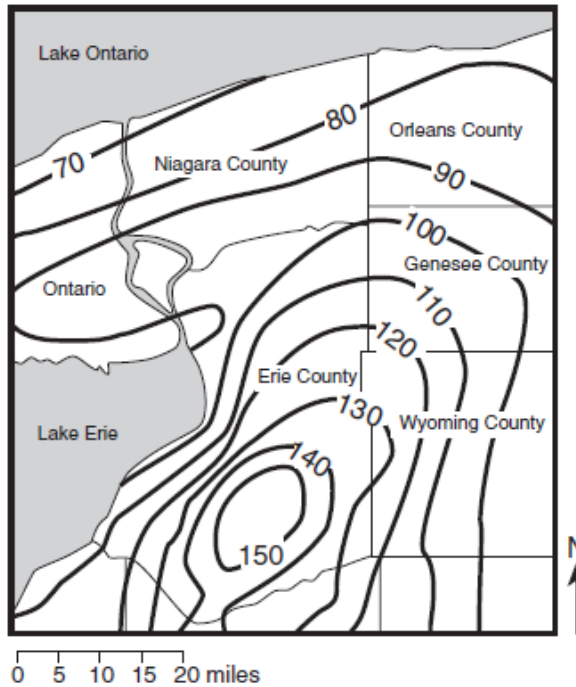 Lake Ontario
80
Orleans County
70
Niagara County
90
100
Ontario
Genesee County
110
120
Erie County
130
Wyoming County
Lake Erie
140
150
N
0 5 10 15 20 miles